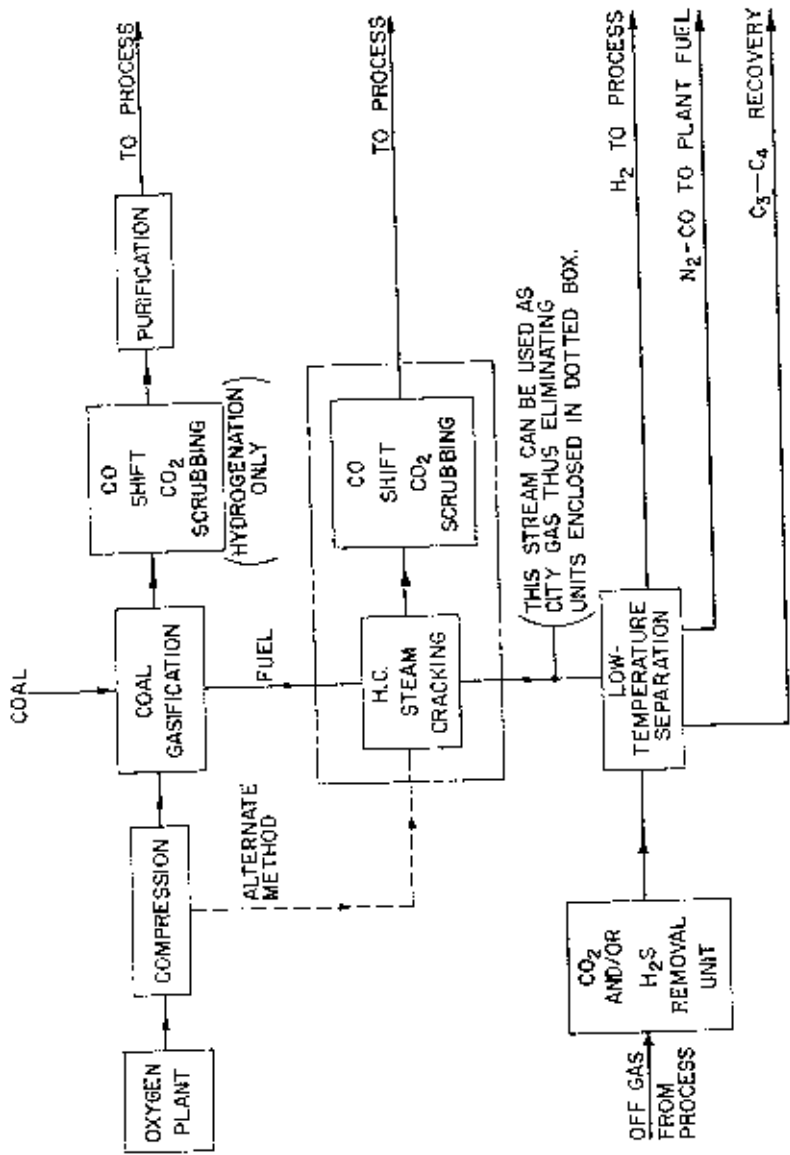 COAL
OXYGEN
PLANT
COMPRESSION
COAL
GASIFICATION
CO
SHIFT
CO2
SCRUBBING
(HYDROGENATION
ONLY)
PURIFICATION
TO PROCESS
ALTERNATE
METHOD
FUEL
H.C.
STEAM
CRACKING
CO
SHIFT
CO2
SCRUBBING
TO PROCESS
(THIS STREAM CAN BE USED AS
CITY GAS THUS ELIMINATING
UNITS ENCLOSED IN DOTTED BOX.
OFF GAS
FROM
PROCESS
CO2
AND/OR
H2S
REMOVAL
UNIT
LOW-
TEMPERATURE
SEPARATION
H2 TO PROCESS
N2-CO TO PLANT FUEL
C3-C4 RECOVERY